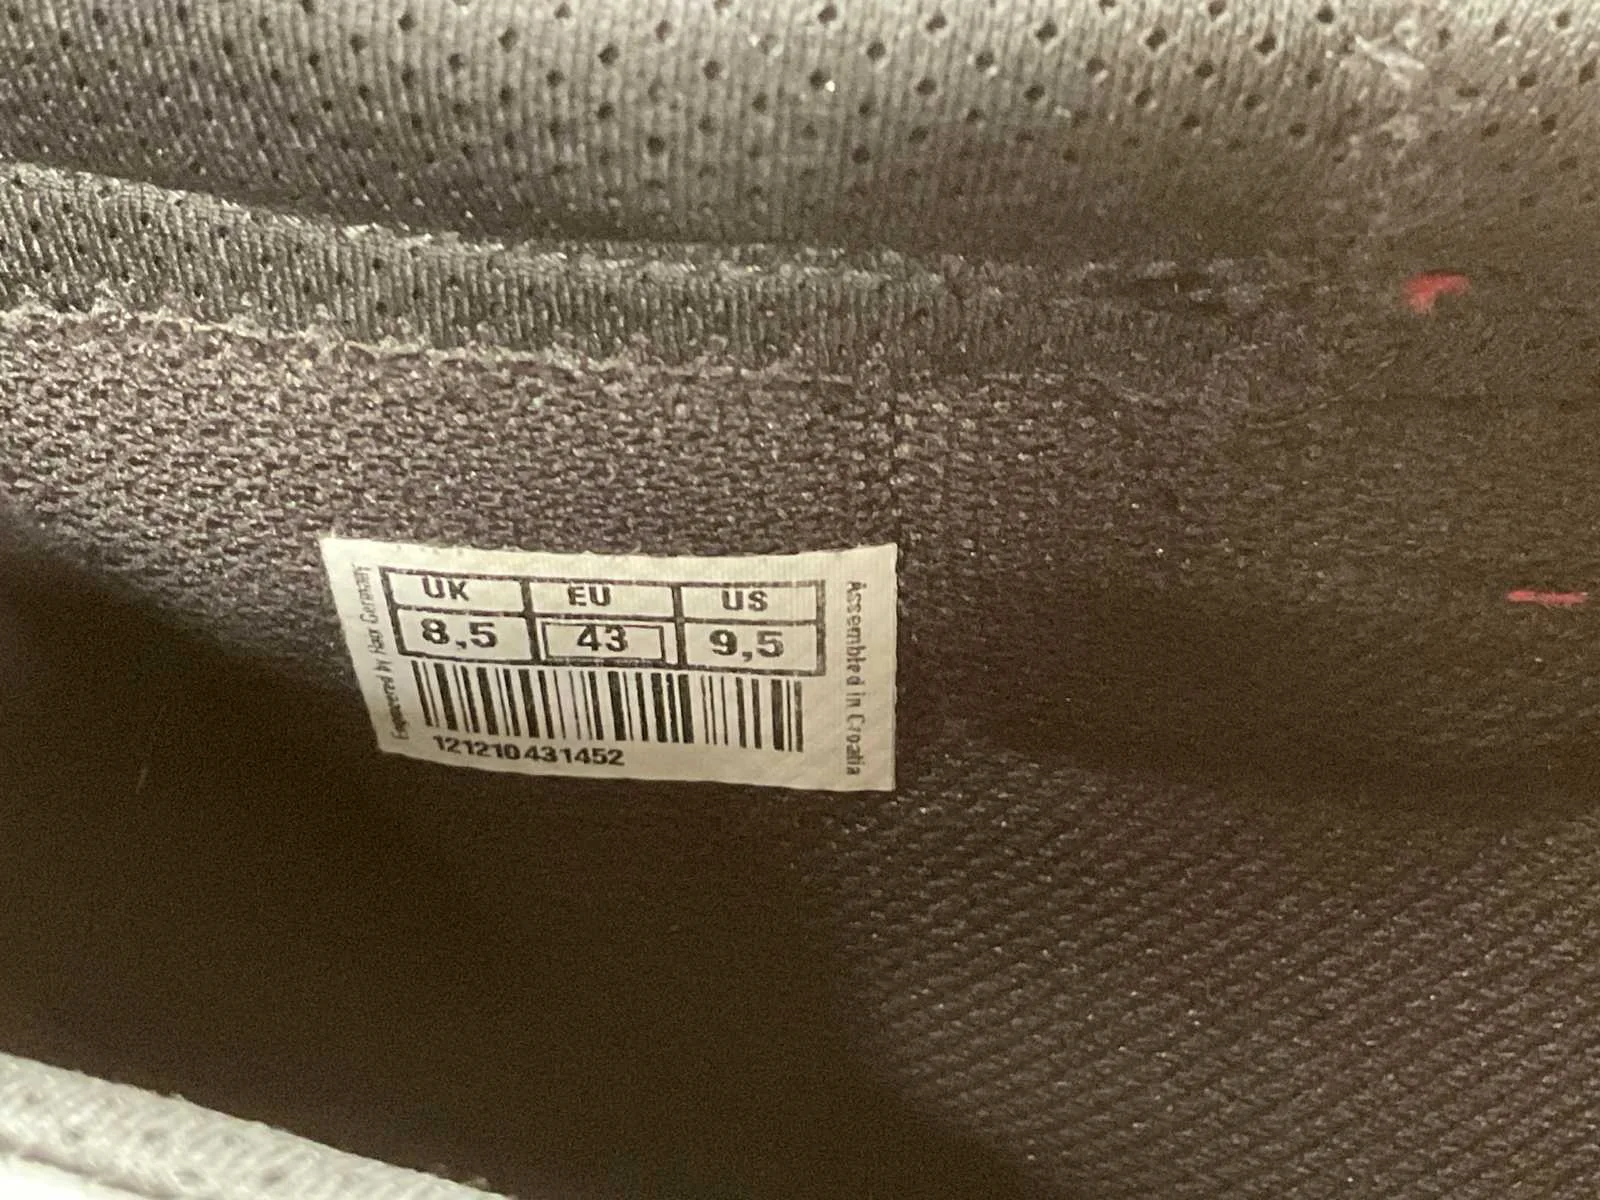 Engineered by Haix Germany
UK EU US
8,5 43 9,5
121210431452
Assembled in Croatia